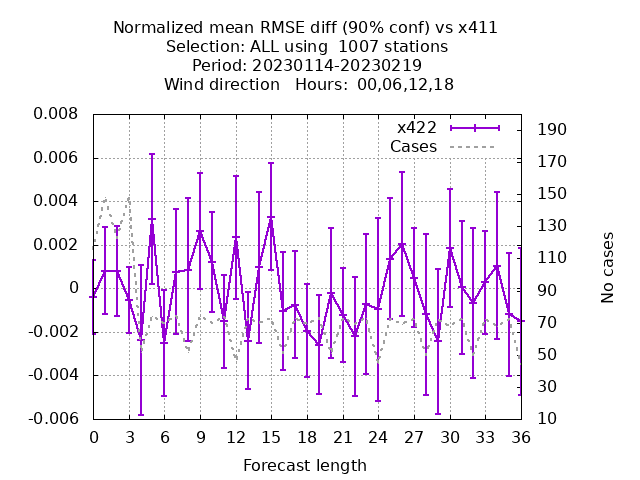 Normalized mean RMSE diff (90% conf) vs x411
Selection: ALL using  1007 stations
Period: 20230114-20230219
Wind direction   Hours:  00,06,12,18
x422
Cases
0.008
0.006
0.004
0.002
0
-0.002
-0.004
-0.006
190
170
150
130
110
90
70
50
30
10
No cases
0 3 6 9 12 15 18 21 24 27 30 33 36
Forecast length